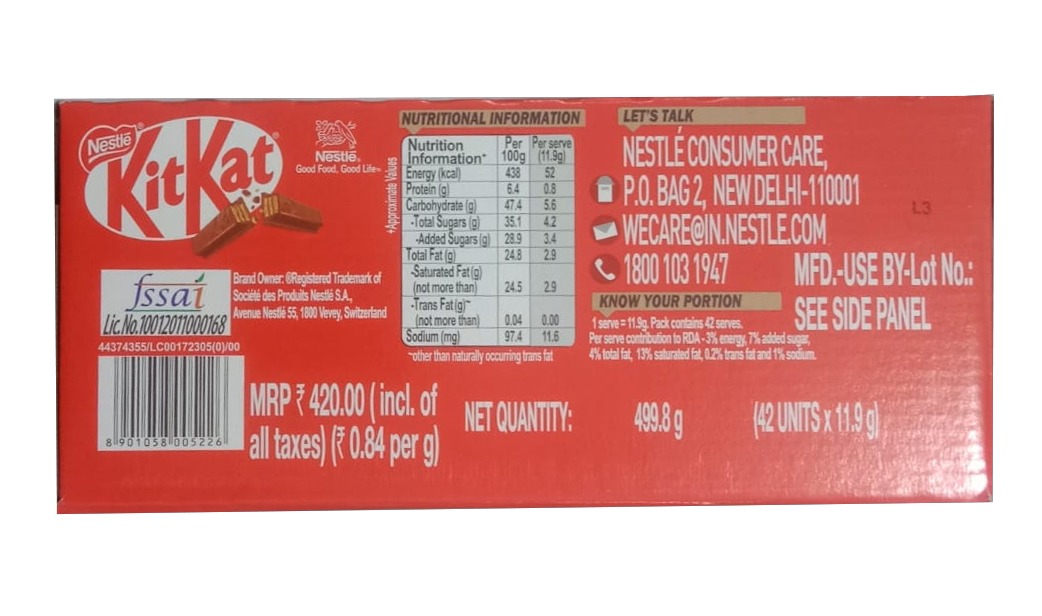 Nestlé
KitKat
Nestlé
Good Food, Good Life
fssai
Lic.No.10012011000168
44374355/LC00172305(0)/00
8 901058 005226
Brand Owner: ®Registered Trademark of
Société des Produits Nestlé S.A.,
Avenue Nestlé 55, 1800 Vevey, Switzerland
MRP ₹ 420.00 ( incl. of
all taxes) (₹ 0.84 per g)
+Approximate Values
NUTRITIONAL INFORMATION
Nutrition Information+ Per 100g Per serve (11.9g)
Energy (kcal) 438 52
Protein (g) 6.4 0.8
Carbohydrate (g) 47.4 5.6
-Total Sugars (g) 35.1 4.2
-Added Sugars (g) 28.9 3.4
Total Fat (g) 24.8 2.9
-Saturated Fat (g)
(not more than) 24.5 2.9
-Trans Fat (g)~
(not more than) 0.04 0.00
Sodium (mg) 97.4 11.6
~other than naturally occurring trans fat
NET QUANTITY: 499.8 g (42 UNITS x 11.9 g)
LET'S TALK
NESTLÉ CONSUMER CARE,
P.O. BAG 2, NEW DELHI-110001
WECARE@IN.NESTLE.COM
1800 103 1947
KNOW YOUR PORTION
1 serve = 11.9g. Pack contains 42 serves.
Per serve contribution to RDA - 3% energy, 7% added sugar,
4% total fat, 13% saturated fat, 0.2% trans fat and 1% sodium.
L3
MFD.-USE BY-Lot No.:
SEE SIDE PANEL